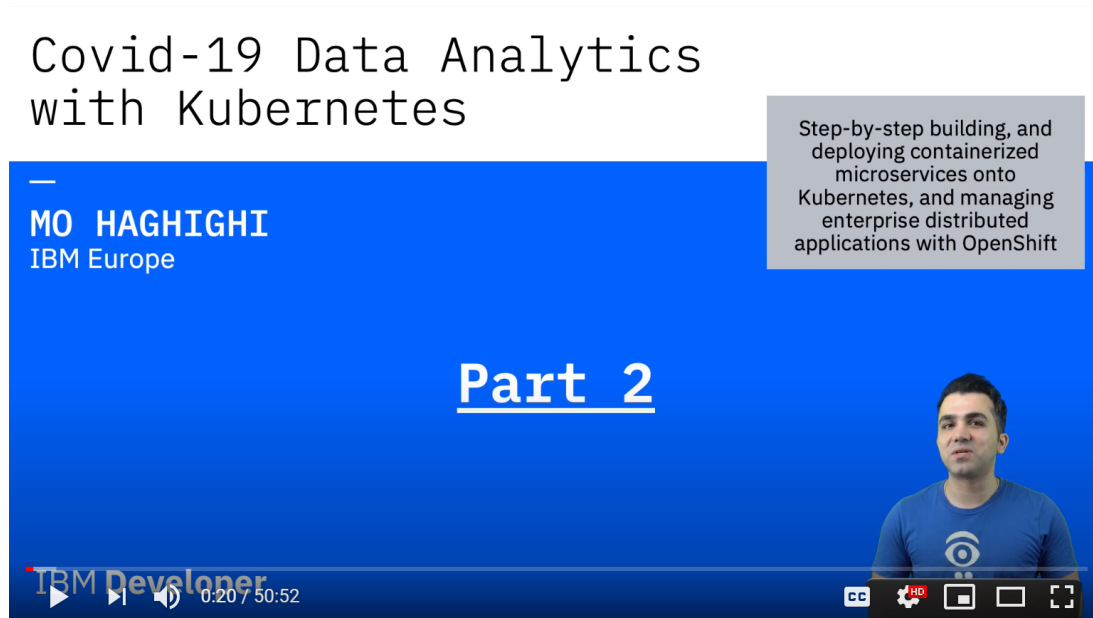 Covid-19 Data Analytics
with Kubernetes
Step-by-step building, and
deploying containerized
microservices onto
Kubernetes, and managing
enterprise distributed
applications with OpenShift
MO HAGHIGHI
IBM Europe
Part 2
IBM Developer
0:20 / 50:52
CC
HD